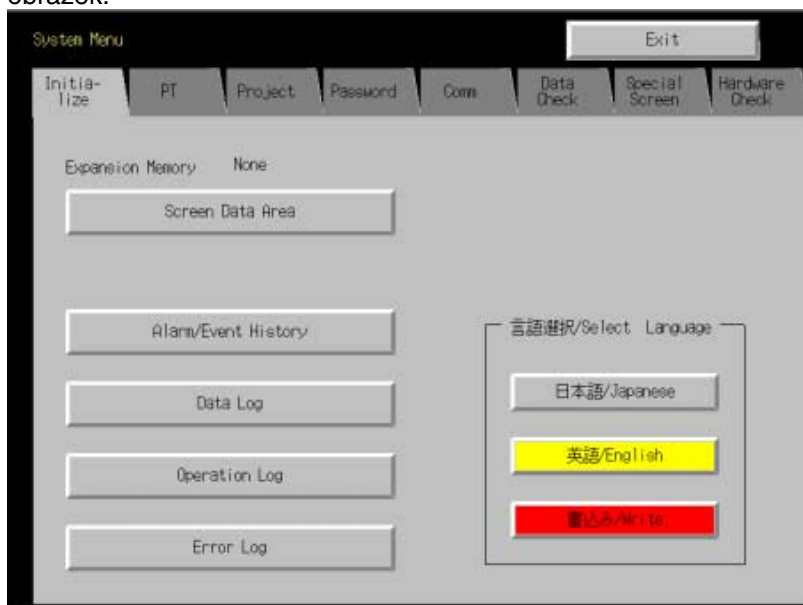 obrázek:
System Menu
Exit
Initia-
lize
PT
Project
Password
Comm
Data
Check
Special
Screen
Hardware
Check
Expansion Memory None
Screen Data Area
Alarm/Event History
Data Log
Operation Log
Error Log
言語選択/Select Language
日本語/Japanese
英語/English
書込み/Write